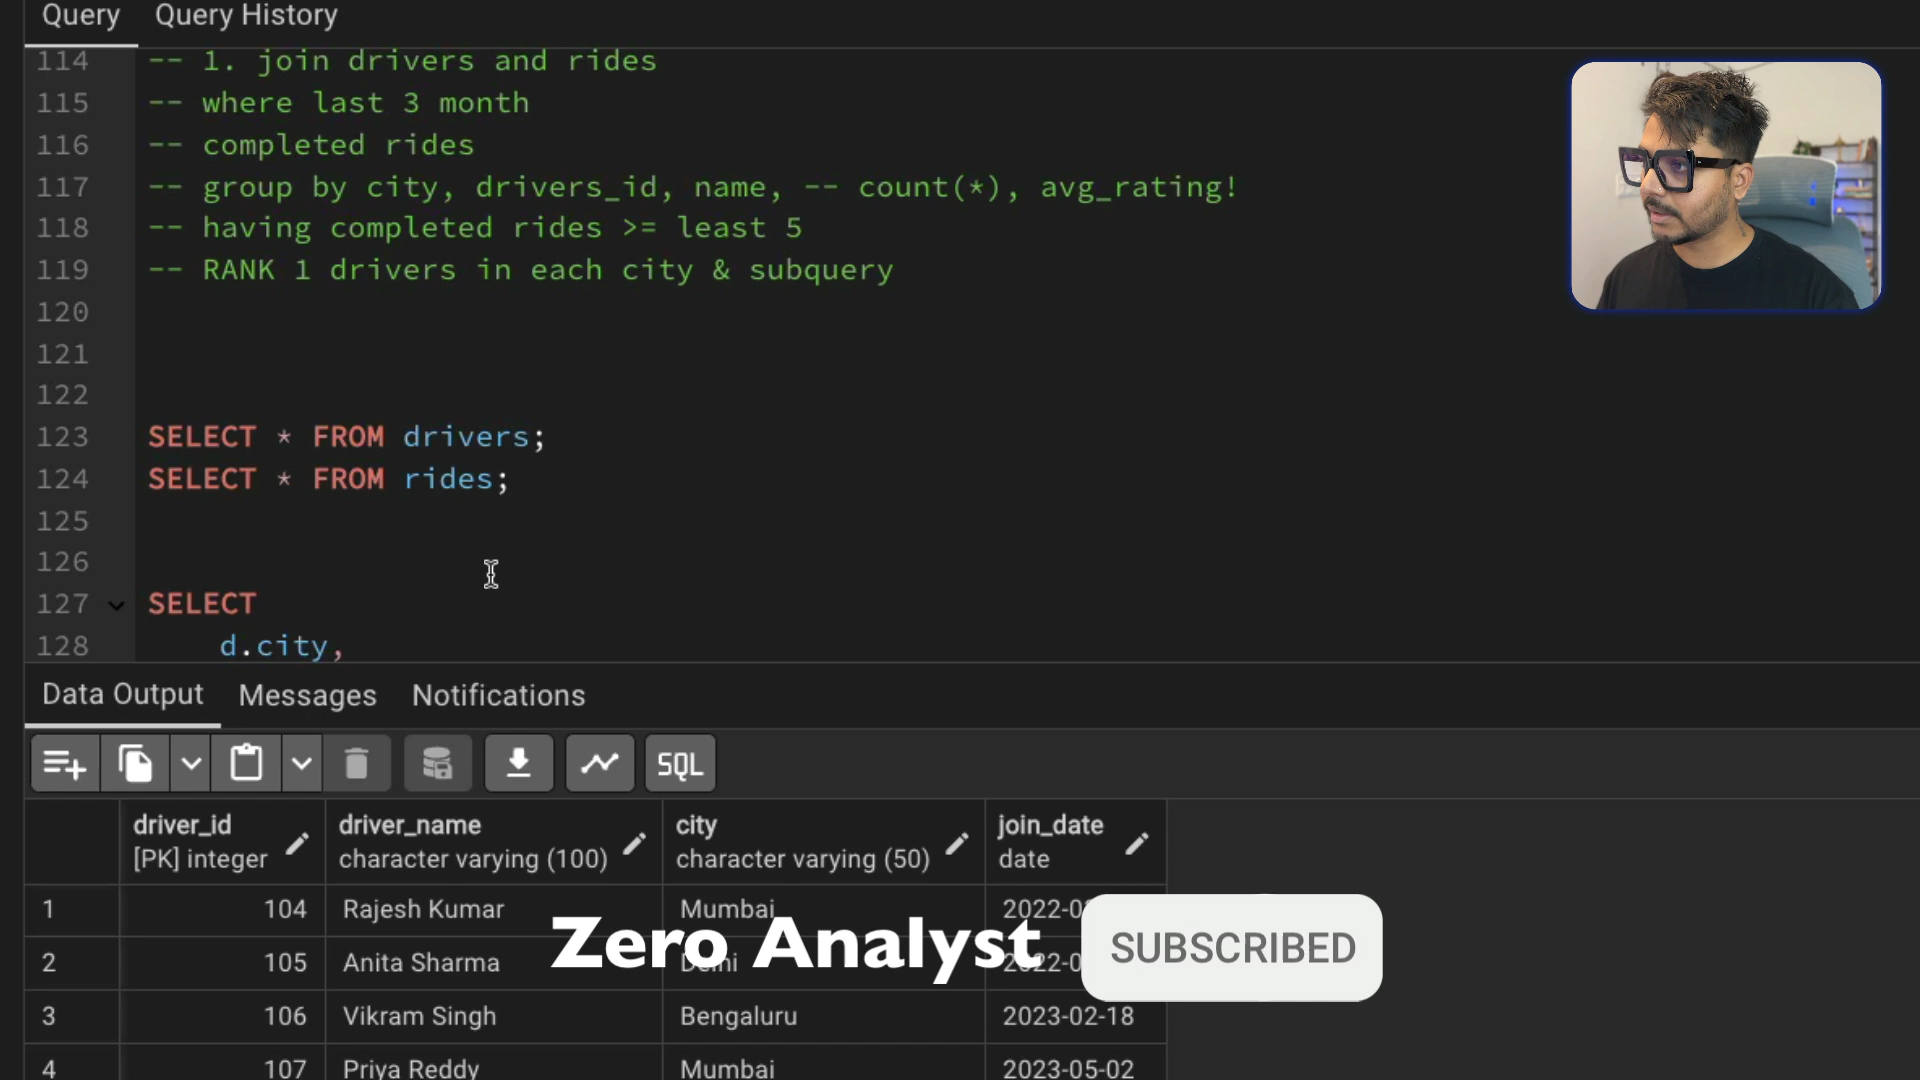 Query Query History
114 -- 1. join drivers and rides
115 -- where last 3 month
116 -- completed rides
117 -- group by city, drivers_id, name, -- count(*), avg_rating!
118 -- having completed rides >= least 5
119 -- RANK 1 drivers in each city & subquery
120
121
122
123 SELECT * FROM drivers;
124 SELECT * FROM rides;
125
126
127 SELECT
128 d.city,
Data Output Messages Notifications
SQL
driver_id driver_name city join_date
[PK] integer character varying (100) character varying (50) date
1 104 Rajesh Kumar Mumbai 2022-0
2 105 Anita Sharma 2022-0
Zero Analyst SUBSCRIBED
3 106 Vikram Singh Bengaluru 2023-02-18
4 107 Priya Reddy Mumbai 2023-05-02